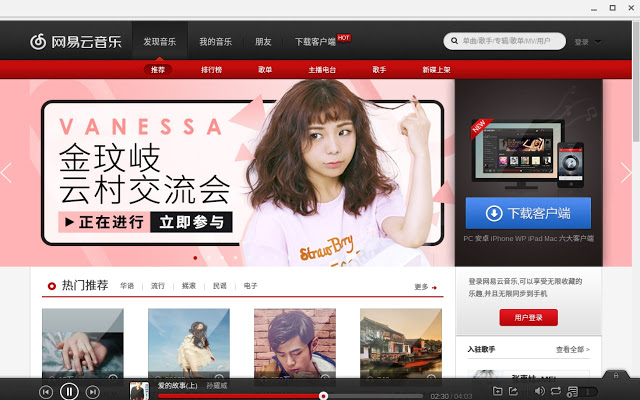 网易云音乐
发现音乐
我的音乐
朋友
下载客户端
HOT
单曲/歌手/专辑/歌单/MV/用户
登录
推荐
排行榜
歌单
主播电台
歌手
新碟上架
VANESSA
金玟岐
云村交流会
正在进行 立即参与
StrawBrry
NEW
下载客户端
PC 安卓 iPhone WP iPad Mac 六大客户端
热门推荐
华语
流行
摇滚
民谣
电子
更多
登录网易云音乐,可以享受无限收藏的
乐趣,并且无限同步到手机
用户登录
入驻歌手
查看全部 >
爱的故事(上)
孙耀威
02:30 / 04:03